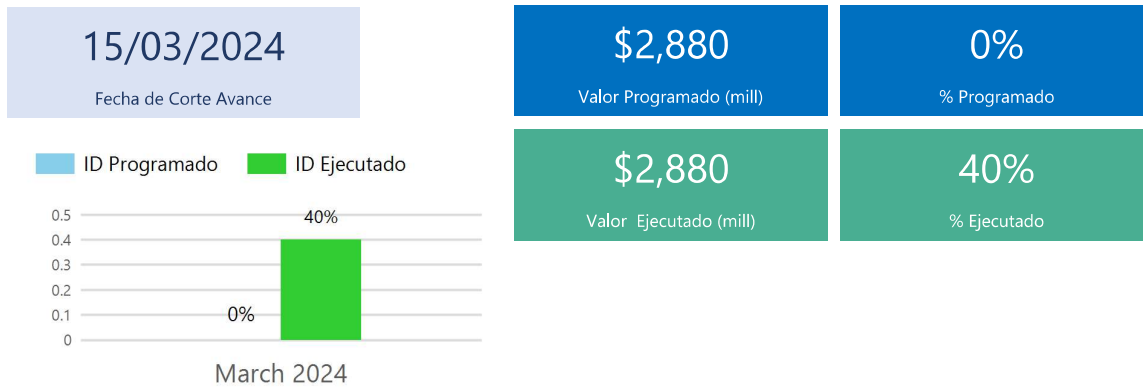 15/03/2024
Fecha de Corte Avance
$2,880
Valor Programado (mill)
0%
% Programado
$2,880
Valor Ejecutado (mill)
40%
% Ejecutado
ID Programado
ID Ejecutado
0.5
0.4
0.3
0.2
0.1
0
40%
0%
March 2024